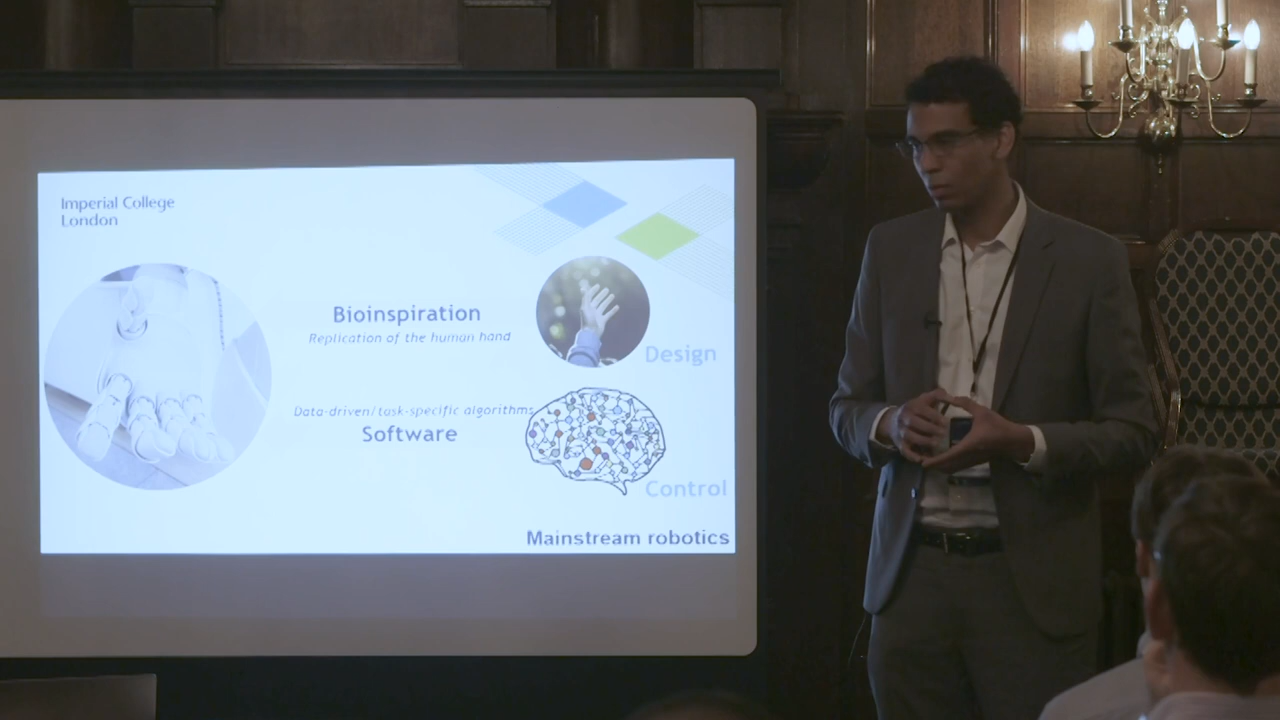 Imperial College
London
Bioinspiration
Replication of the human hand
Design
Data-driven/task-specific algorithms
Software
Control
Mainstream robotics